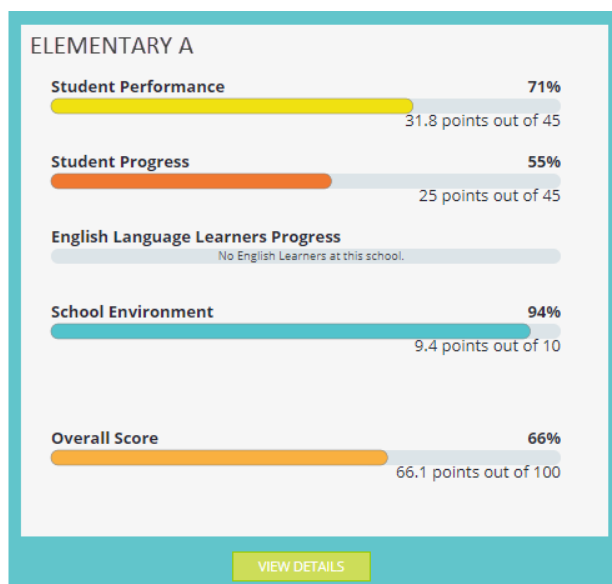 ELEMENTARY A
Student Performance 71%
31.8 points out of 45
Student Progress 55%
25 points out of 45
English Language Learners Progress
No English Learners at this school.
School Environment 94%
9.4 points out of 10
Overall Score 66%
66.1 points out of 100
VIEW DETAILS